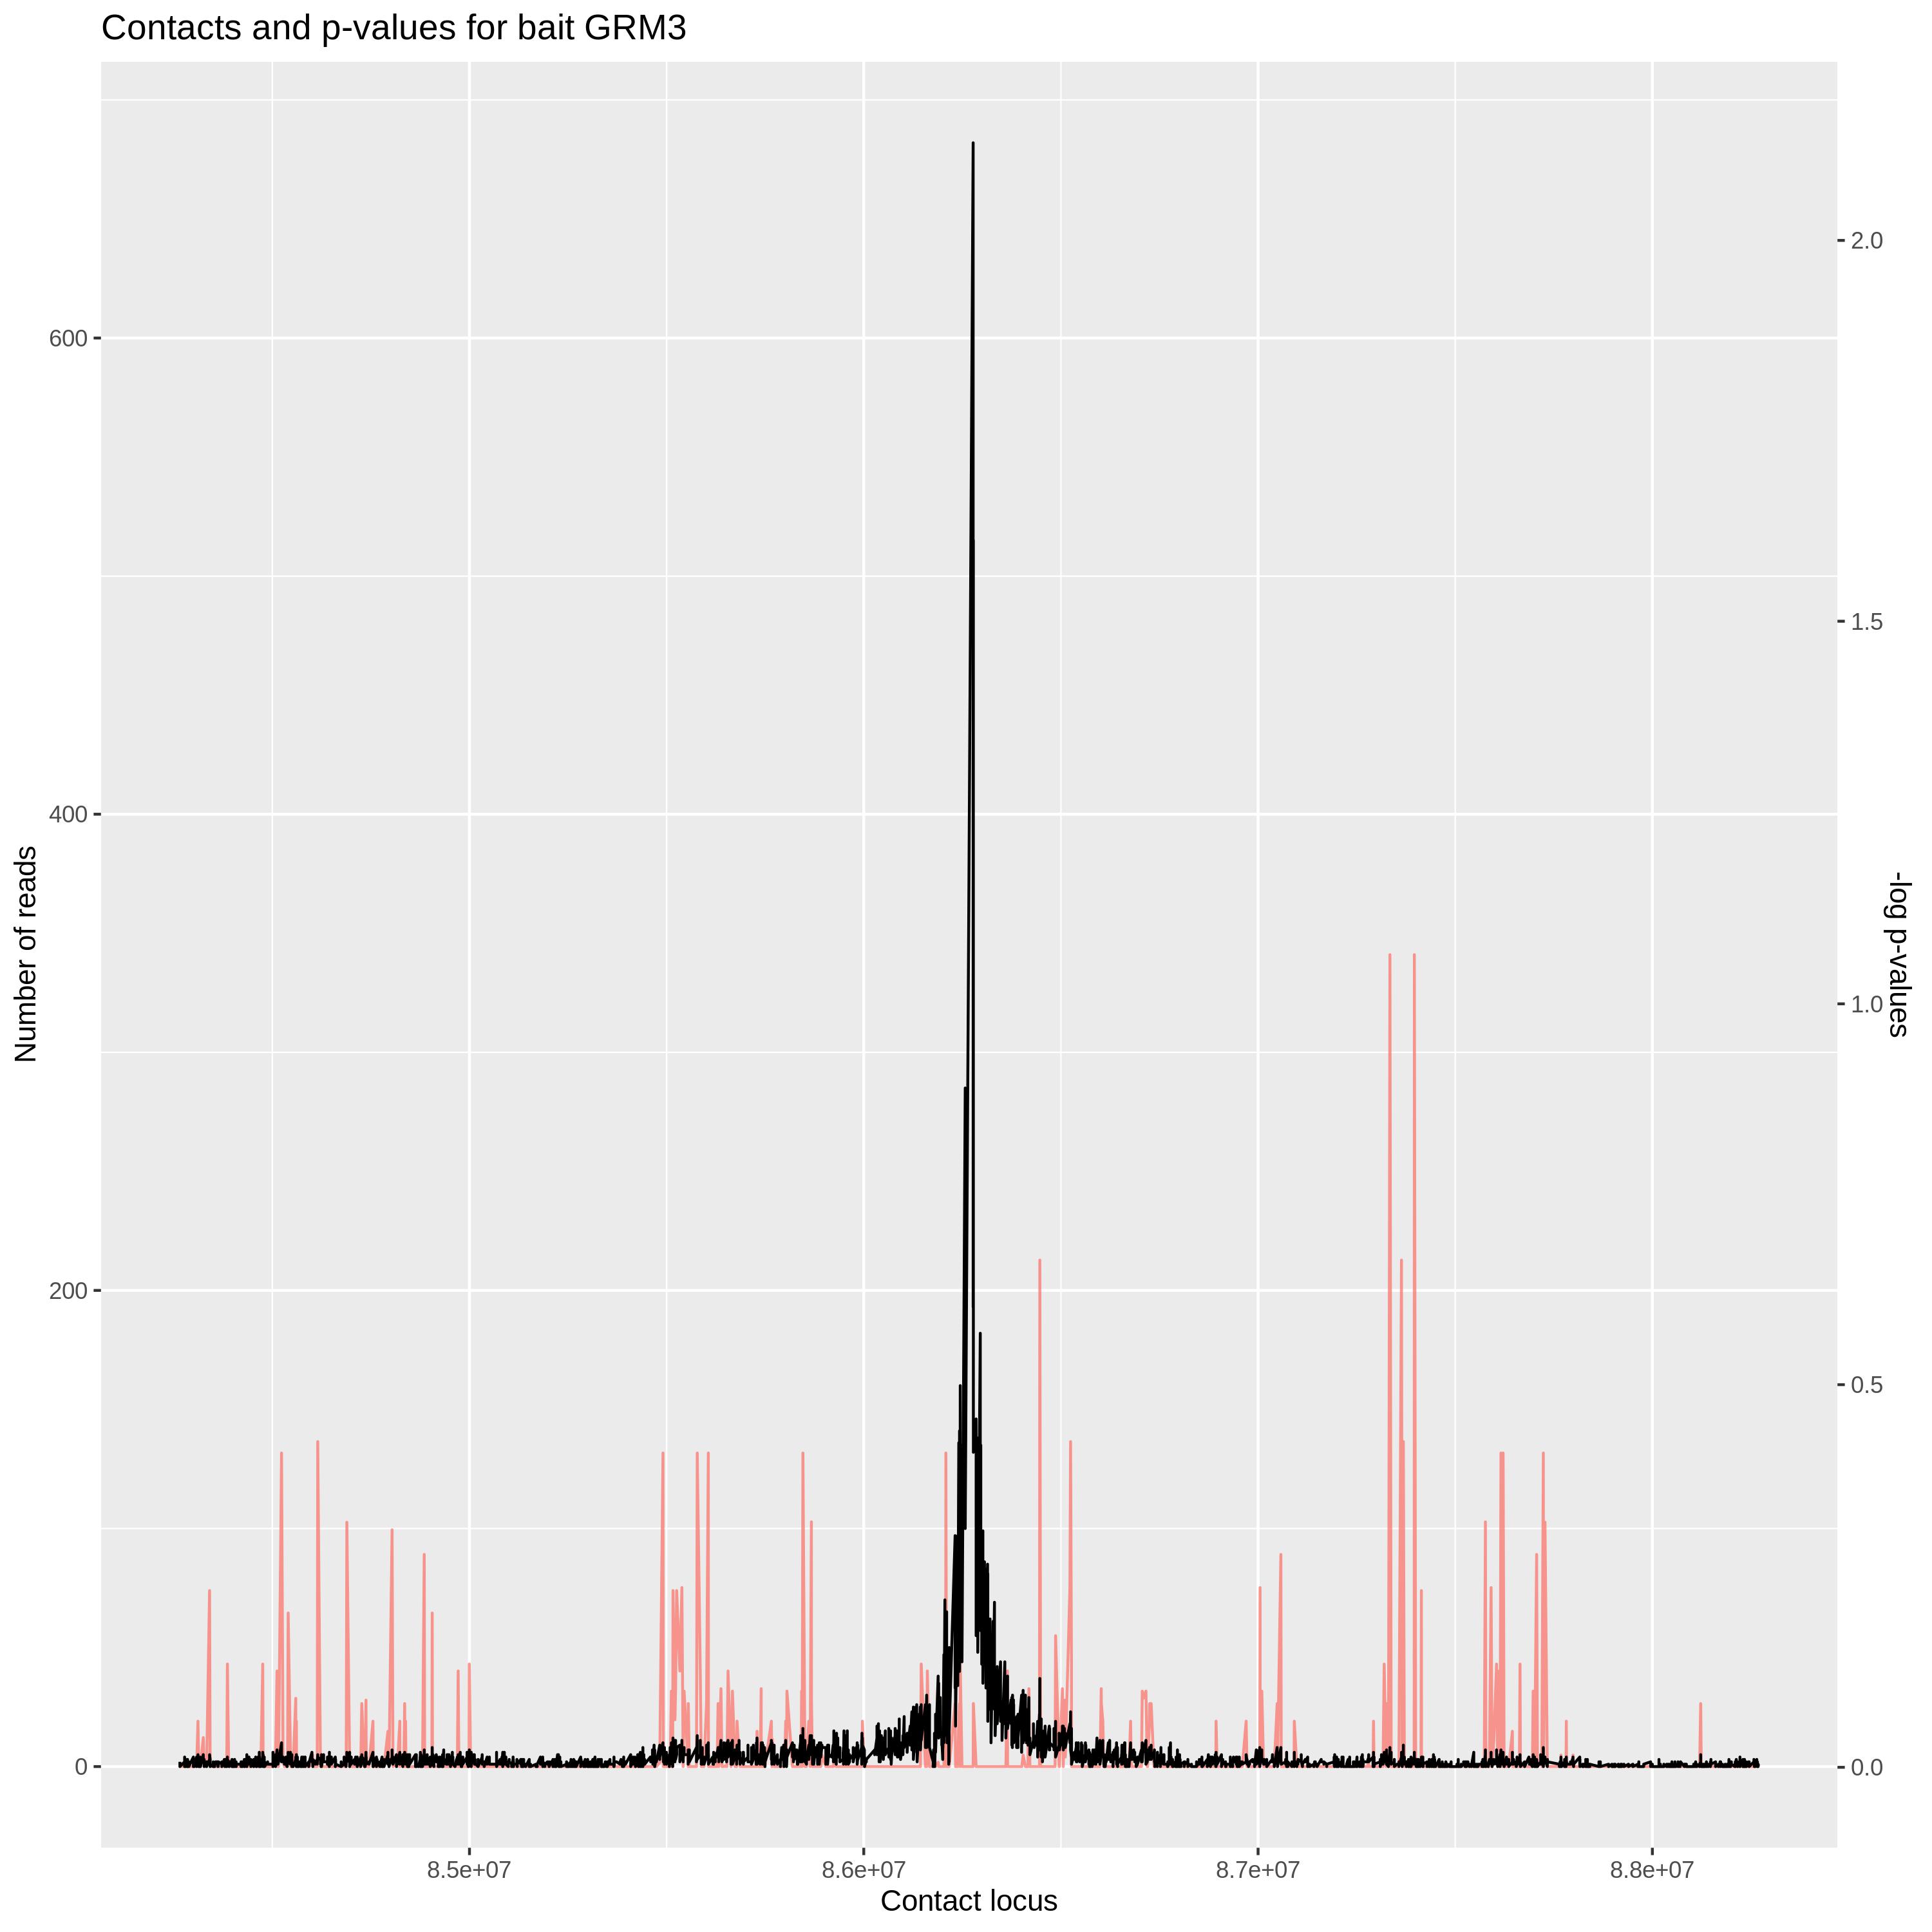 Contacts and p-values for bait GRM3
Number of reads
600
400
200
0
2.0
1.5
1.0
0.5
0.0
-log p-values
8.5e+07
8.6e+07
8.7e+07
8.8e+07
Contact locus